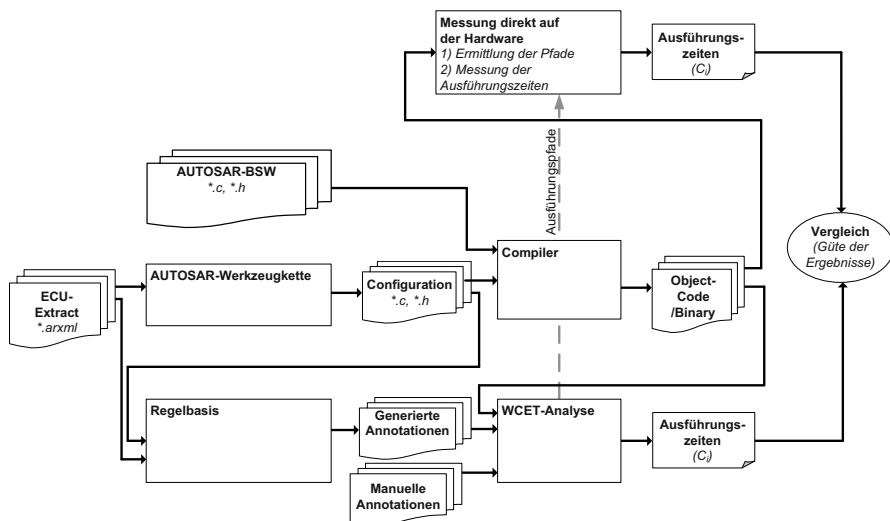 Messung direkt auf
der Hardware
1) Ermittlung der Pfade
2) Messung der
Ausführungszeiten
Ausführungs-
zeiten
(Ci)
AUTOSAR-BSW
*.c, *.h
Ausführungspfade
Vergleich
(Güte der
Ergebnisse)
ECU-
Extract
*.arxml
AUTOSAR-Werkzeugkette
Configuration
*.c, *.h
Compiler
Object-
Code
/Binary
Regelbasis
Generierte
Annotationen
WCET-Analyse
Ausführungs-
zeiten
(Ci)
Manuelle
Annotationen